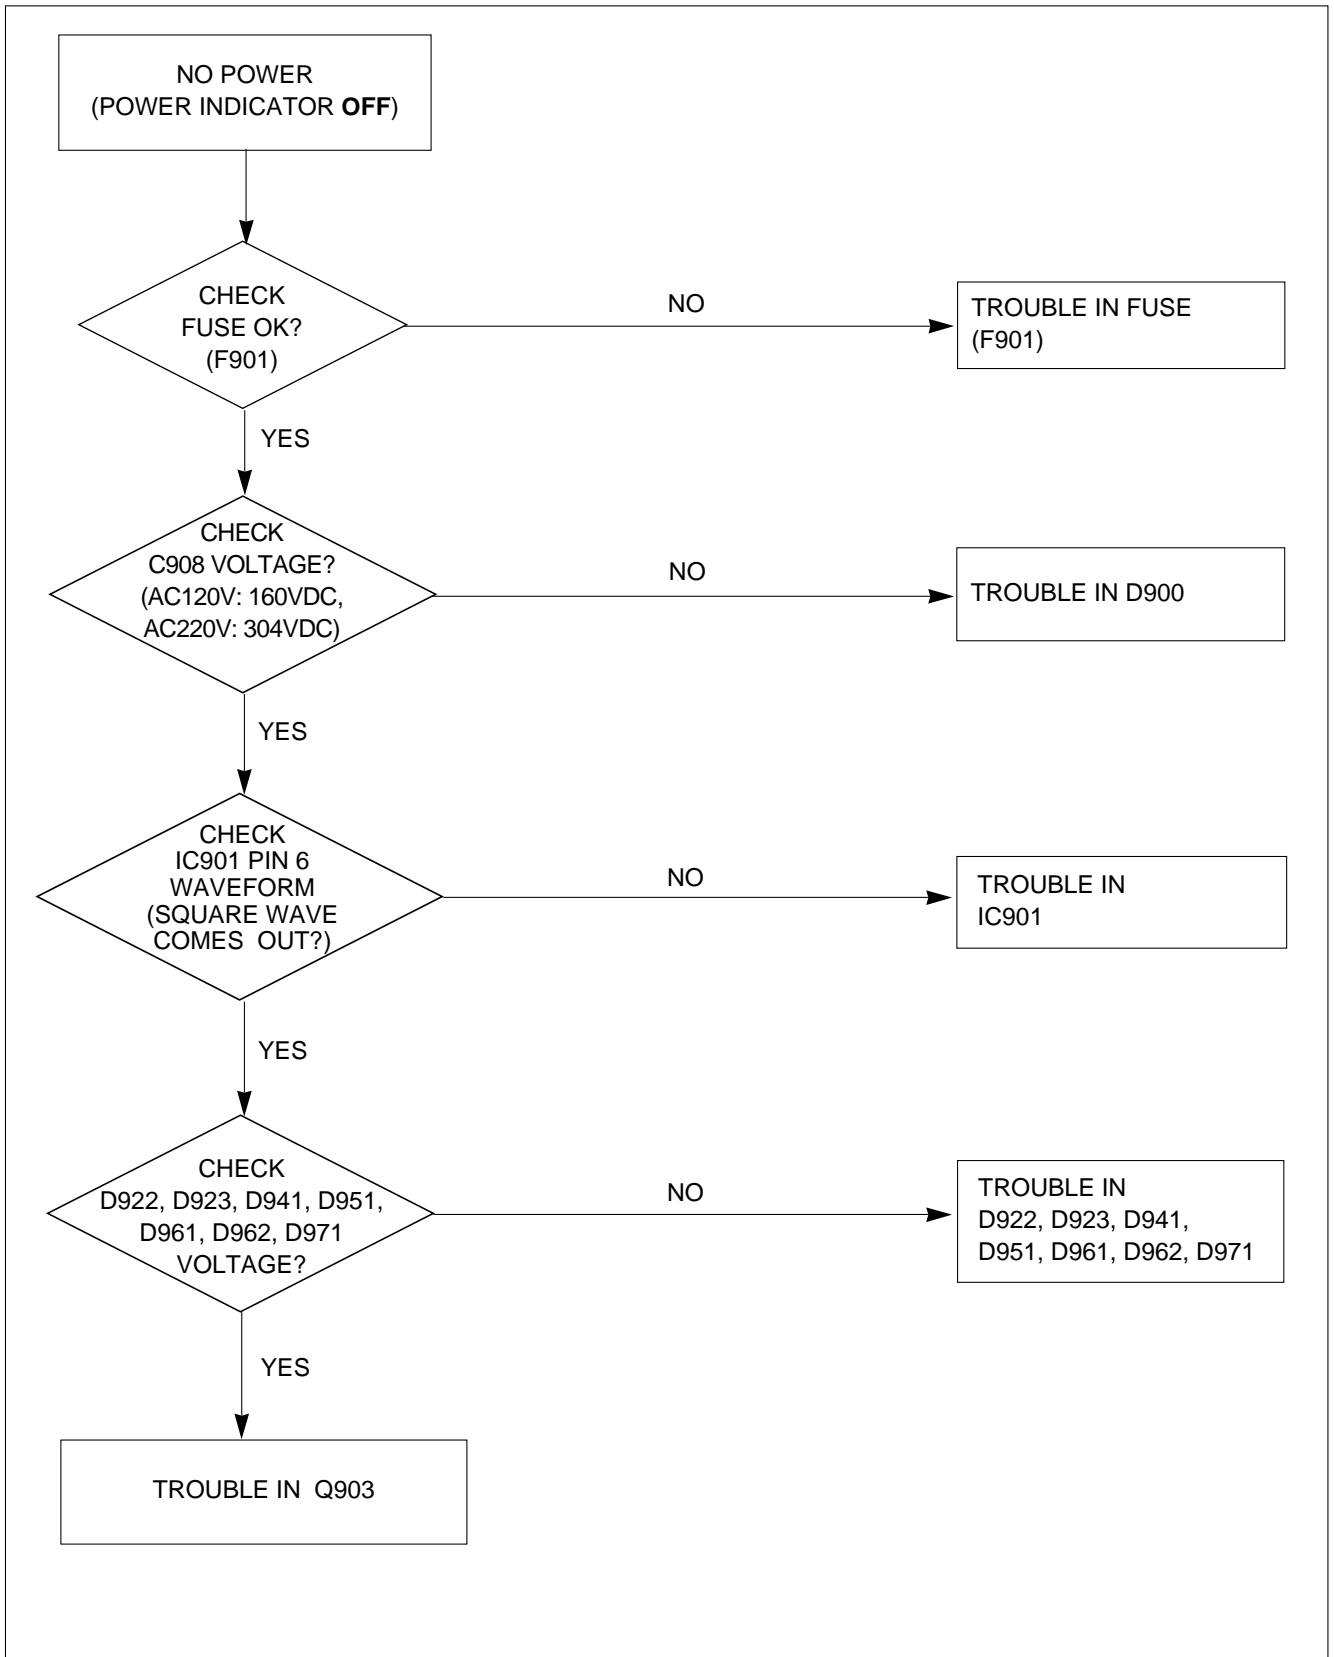 NO POWER
(POWER INDICATOR OFF)
CHECK
FUSE OK?
(F901)
NO
TROUBLE IN FUSE
(F901)
YES
CHECK
C908 VOLTAGE?
(AC120V: 160VDC,
AC220V: 304VDC)
NO
TROUBLE IN D900
YES
CHECK
IC901 PIN 6
WAVEFORM
(SQUARE WAVE
COMES OUT?)
NO
TROUBLE IN
IC901
YES
CHECK
D922, D923, D941, D951,
D961, D962, D971
VOLTAGE?
NO
TROUBLE IN
D922, D923, D941,
D951, D961, D962, D971
YES
TROUBLE IN Q903